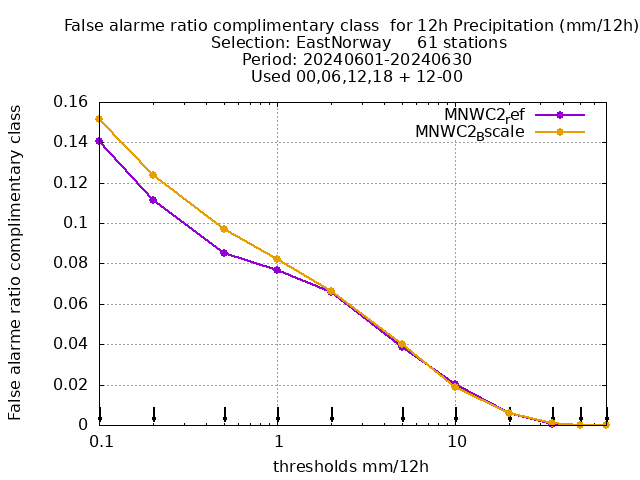 False alarme ratio complimentary class  for 12h Precipitation (mm/12h)
Selection: EastNorway     61 stations
Period: 20240601-20240630
Used 00,06,12,18 + 12-00
MNWC2ref
MNWC2Bscale
False alarme ratio complimentary class
0.16
0.14
0.12
0.1
0.08
0.06
0.04
0.02
0
0.1 1 10
thresholds mm/12h